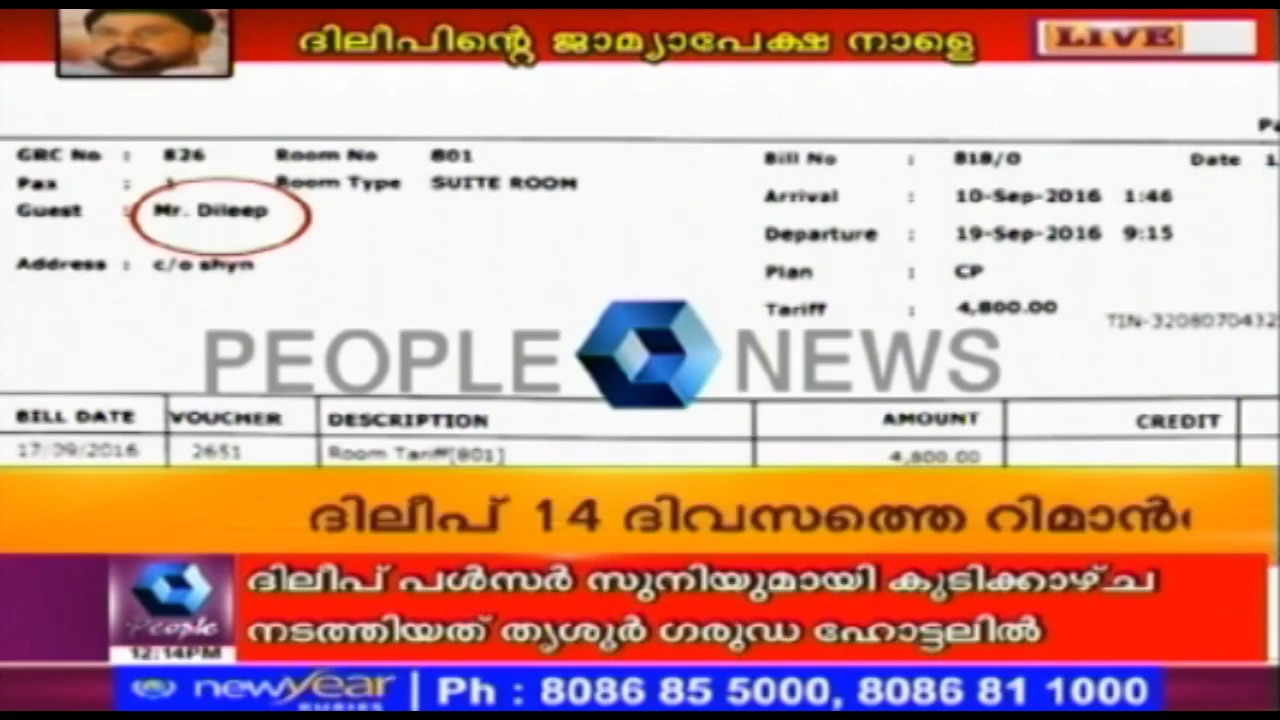 ദിലീപിന്റെ ജാമ്യാപേക്ഷ നാളെ LIVE
GRC No : 826 Room No 801 Bill No : 818/0 Date
Pax : Room Type SUITE ROOM Arrival : 10-Sep-2016 1:46
Guest : Mr. Dileep Departure : 19-Sep-2016 9:15
Address : c/o shyn Plan : CP
Tariff : 4,800.00 TIN-3208070432
PEOPLE NEWS
BILL DATE VOUCHER DESCRIPTION AMOUNT CREDIT
17/09/2016 2651 Room Tariff[801] 4,800.00
ദിലീപ് 14 ദിവസത്തെ
ദിലീപ് പൾസർ സുനിയുമായി കുടിക്കാഴ്ച
നടത്തിയത് തൃശൂർ ഗരുഡ ഹോട്ടലിൽ
People
12:14PM
newyear Ph : 8086 85 5000, 8086 81 1000